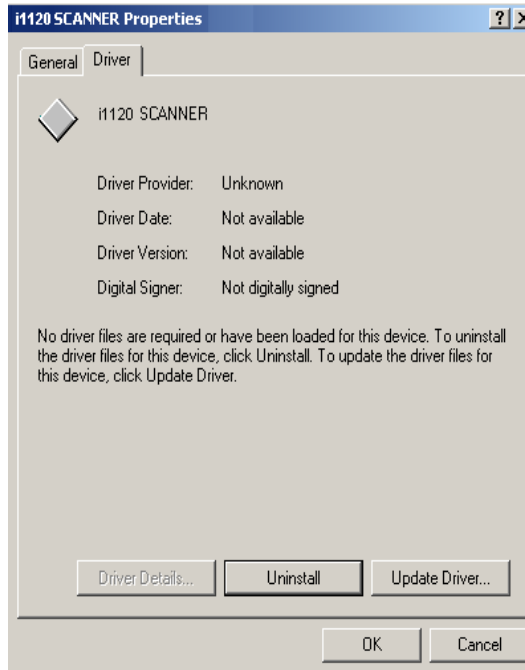 i1120 SCANNER Properties
General Driver
i1120 SCANNER
Driver Provider: Unknown
Driver Date: Not available
Driver Version: Not available
Digital Signer: Not digitally signed
No driver files are required or have been loaded for this device. To uninstall
the driver files for this device, click Uninstall. To update the driver files for
this device, click Update Driver.
Driver Details... Uninstall Update Driver...
OK Cancel